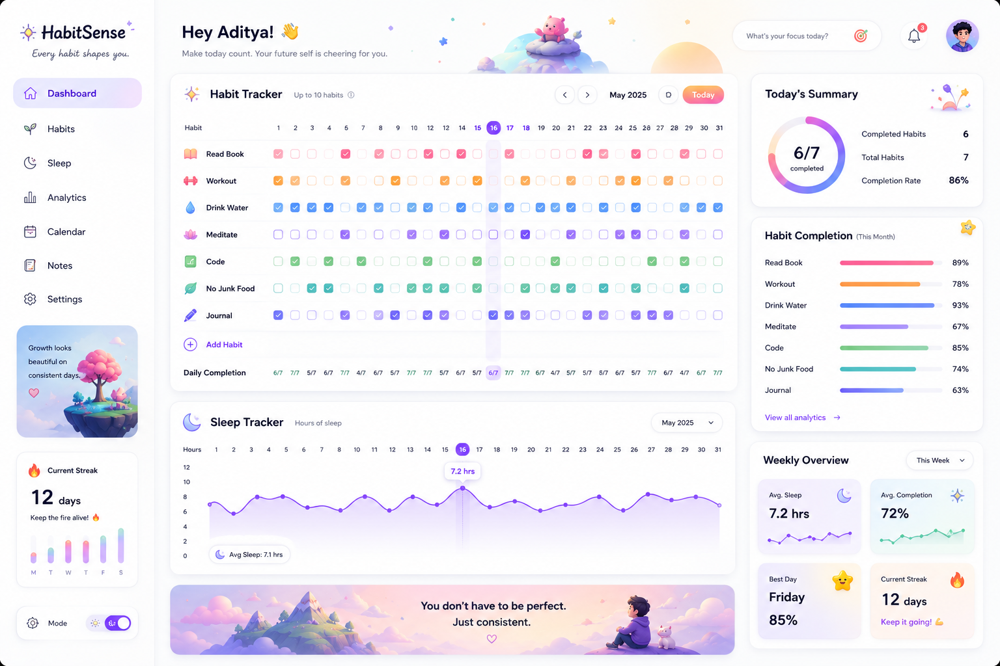 HabitSense
Every habit shapes you.
Dashboard
Habits
Sleep
Analytics
Calendar
Notes
Settings
Growth looks
beautiful on
consistent days.
Current Streak
12 days
Keep the fire alive!
M T W T F S
Mode
Hey Aditya!
Make today count. Your future self is cheering for you.
What's your focus today?
3
Habit Tracker
Up to 10 habits
May 2025
Today
Habit 1 2 3 4 6 7 8 9 10 12 12 14 15 16 17 18 19 20 21 22 23 24 25 26 27 28 29 30 31
Read Book
Workout
Drink Water
Meditate
Code
No Junk Food
Journal
Add Habit
Daily Completion 6/7 7/7 5/7 6/7 7/7 4/7 6/7 5/7 7/7 7/7 5/7 6/7 5/7 6/7 7/7 7/7 6/7 4/7 5/7 5/7 8/7 6/7 5/7 7/7 6/7 4/7 6/7 7/7
Sleep Tracker
Hours of sleep
May 2025
Hours 1 2 3 4 5 6 7 8 10 11 12 13 14 15 16 17 18 19 20 21 22 23 24 25 26 27 28 29 30 31
7.2 hrs
12
10
8
6
4
2
0
Avg Sleep: 7.1 hrs
You don't have to be perfect.
Just consistent.
Today's Summary
6/7
completed
Completed Habits 6
Total Habits 7
Completion Rate 86%
Habit Completion (This Month)
Read Book 89%
Workout 78%
Drink Water 93%
Meditate 67%
Code 85%
No Junk Food 74%
Journal 63%
View all analytics
Weekly Overview
This Week
Avg. Sleep
7.2 hrs
Avg. Completion
72%
Best Day
Friday
85%
Current Streak
12 days
Keep it going!